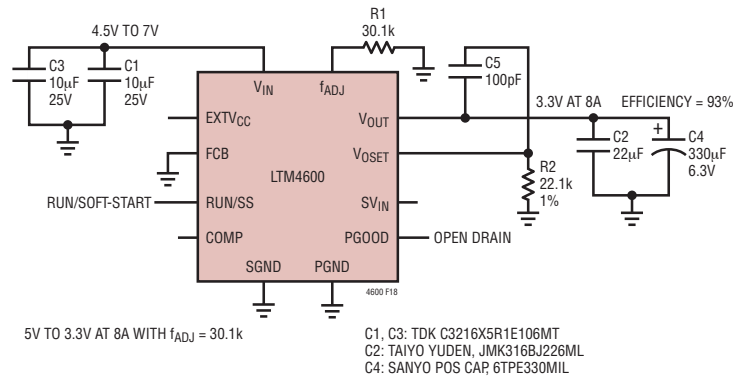 4.5V TO 7V
R1
30.1k
C3
10µF
25V
C1
10µF
25V
C5
100pF
VIN
fADJ
3.3V AT 8A
EFFICIENCY = 93%
EXTVCC
VOUT
C2
22µF
+
C4
330µF
6.3V
FCB
VOSET
LTM4600
R2
22.1k
1%
RUN/SOFT-START
RUN/SS
SVIN
COMP
PGOOD
OPEN DRAIN
SGND
PGND
4600 F18
5V TO 3.3V AT 8A WITH fADJ = 30.1k
C1, C3: TDK C3216X5R1E106MT
C2: TAIYO YUDEN, JMK316BJ226ML
C4: SANYO POS CAP, 6TPE330MIL